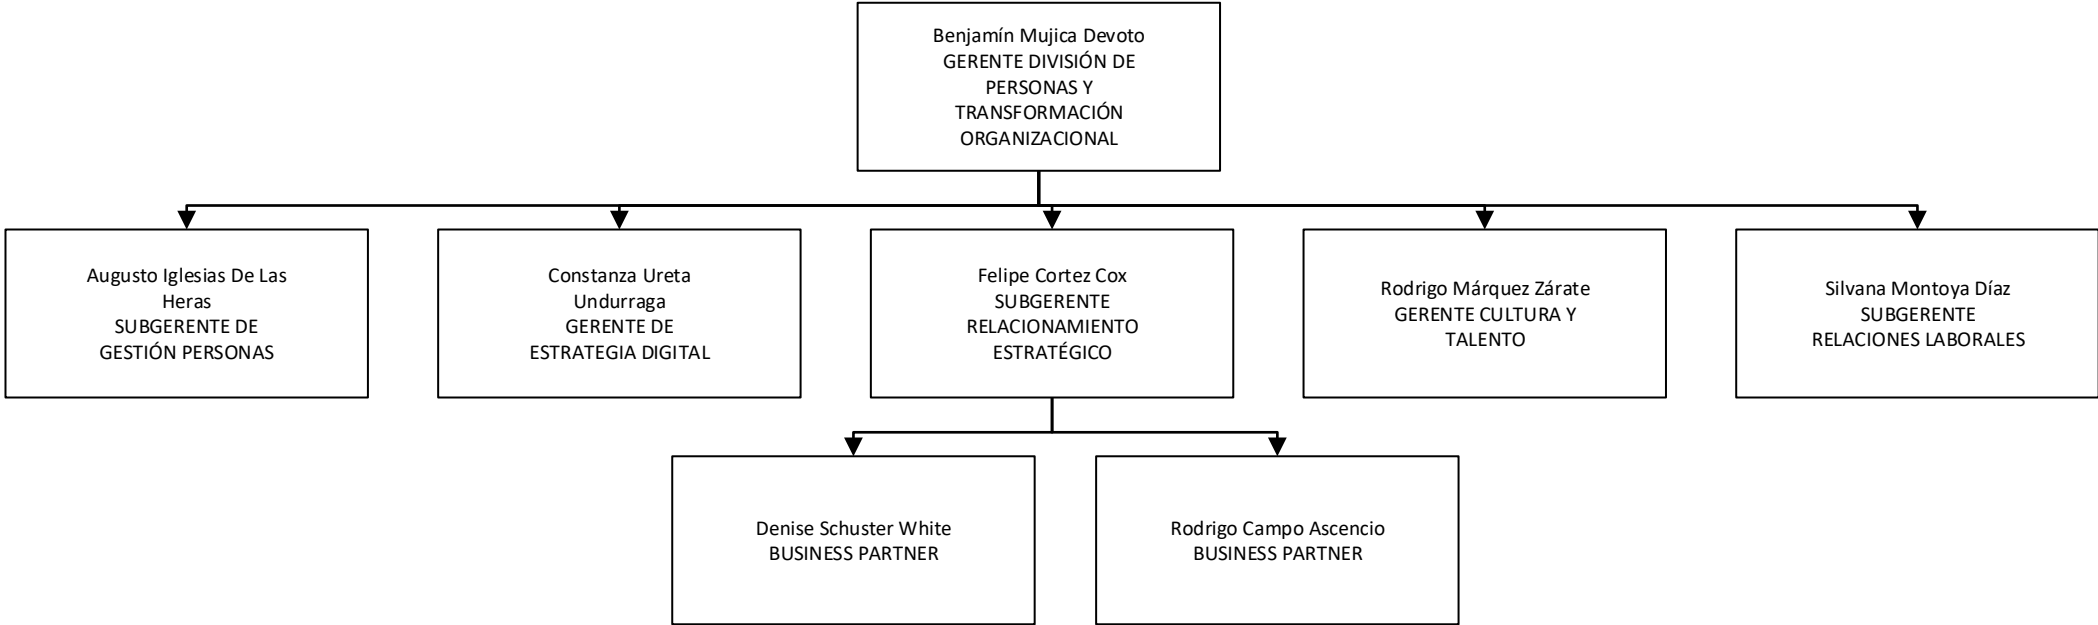 Benjamín Mujica Devoto
GERENTE DIVISIÓN DE
PERSONAS Y
TRANSFORMACIÓN
ORGANIZACIONAL
Augusto Iglesias De Las
Heras
SUBGERENTE DE
GESTIÓN PERSONAS
Constanza Ureta
Undurraga
GERENTE DE
ESTRATEGIA DIGITAL
Felipe Cortez Cox
SUBGERENTE
RELACIONAMIENTO
ESTRATÉGICO
Rodrigo Márquez Zárate
GERENTE CULTURA Y
TALENTO
Silvana Montoya Díaz
SUBGERENTE
RELACIONES LABORALES
Denise Schuster White
BUSINESS PARTNER
Rodrigo Campo Ascencio
BUSINESS PARTNER